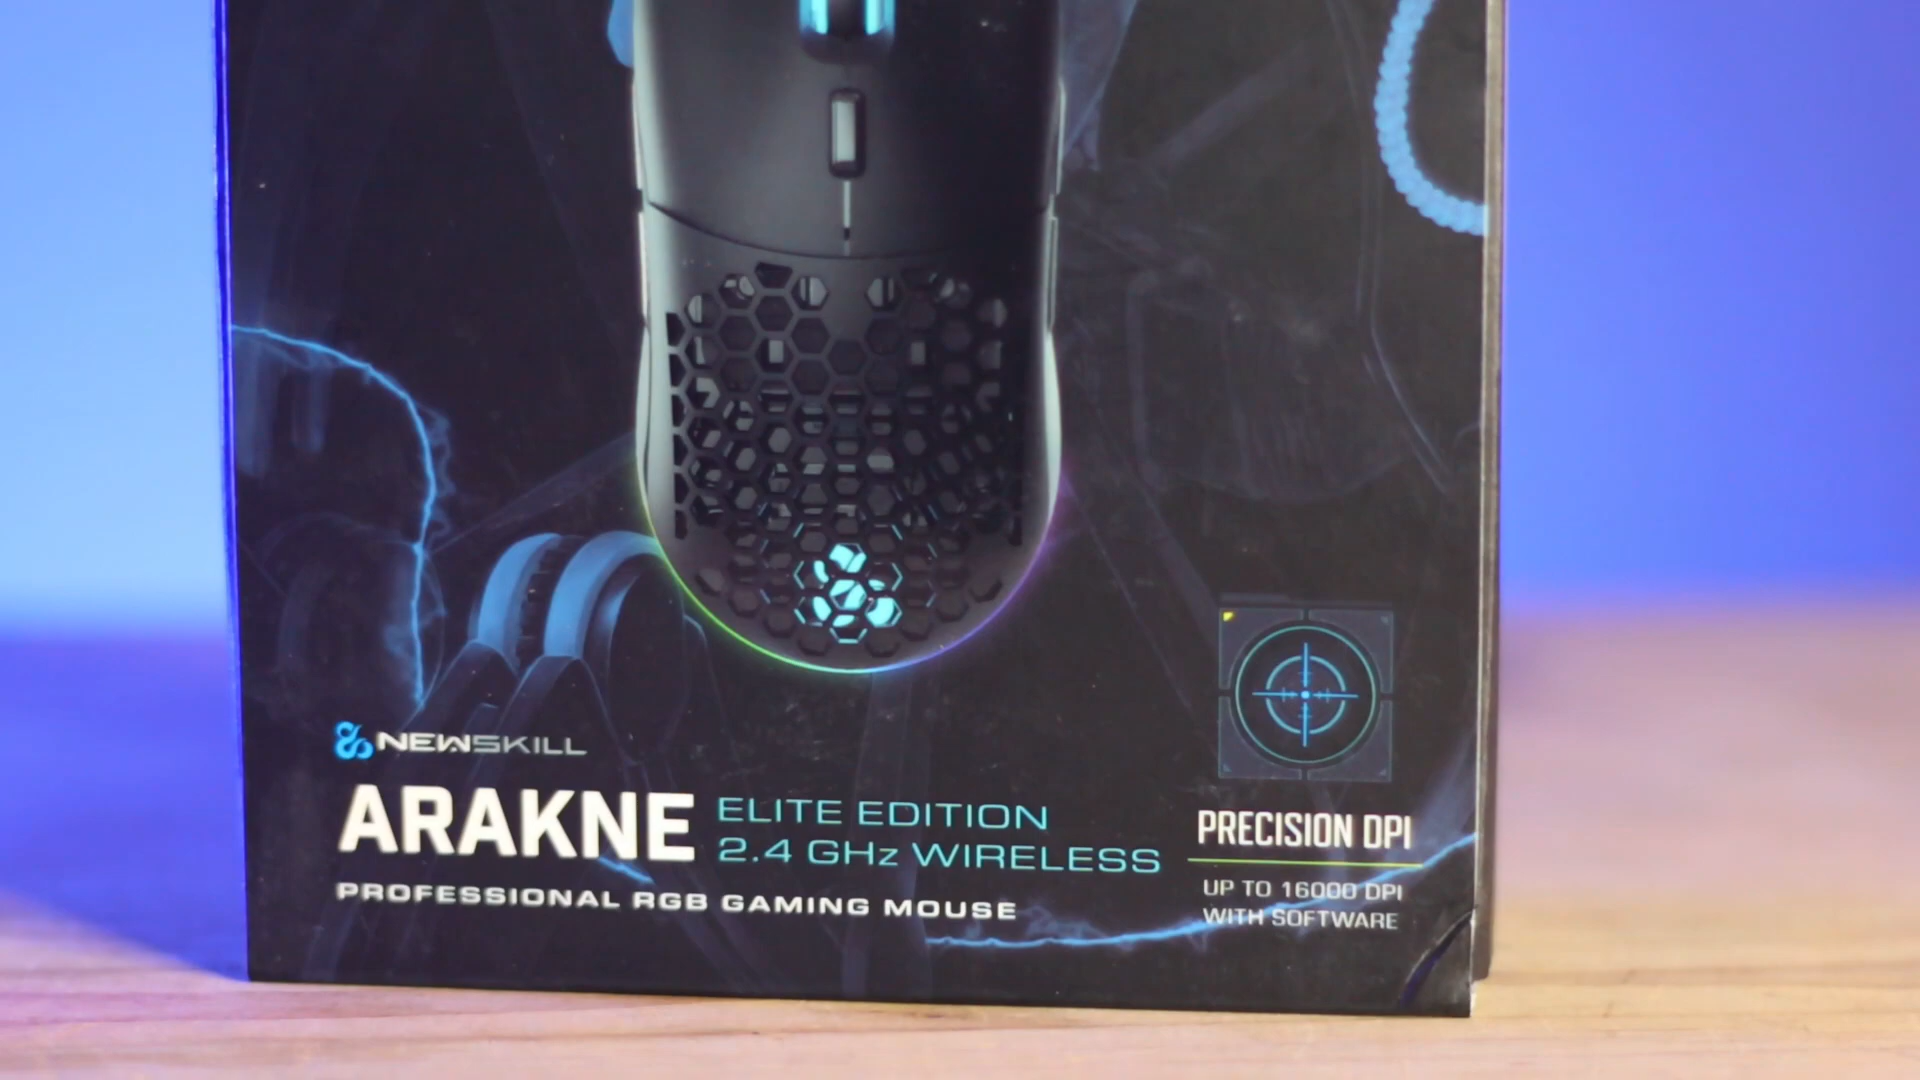 NEWSKILL
ARAKNE
ELITE EDITION
2.4 GHz WIRELESS
PROFESSIONAL RGB GAMING MOUSE
PRECISION DPI
UP TO 16000 DPI
WITH SOFTWARE